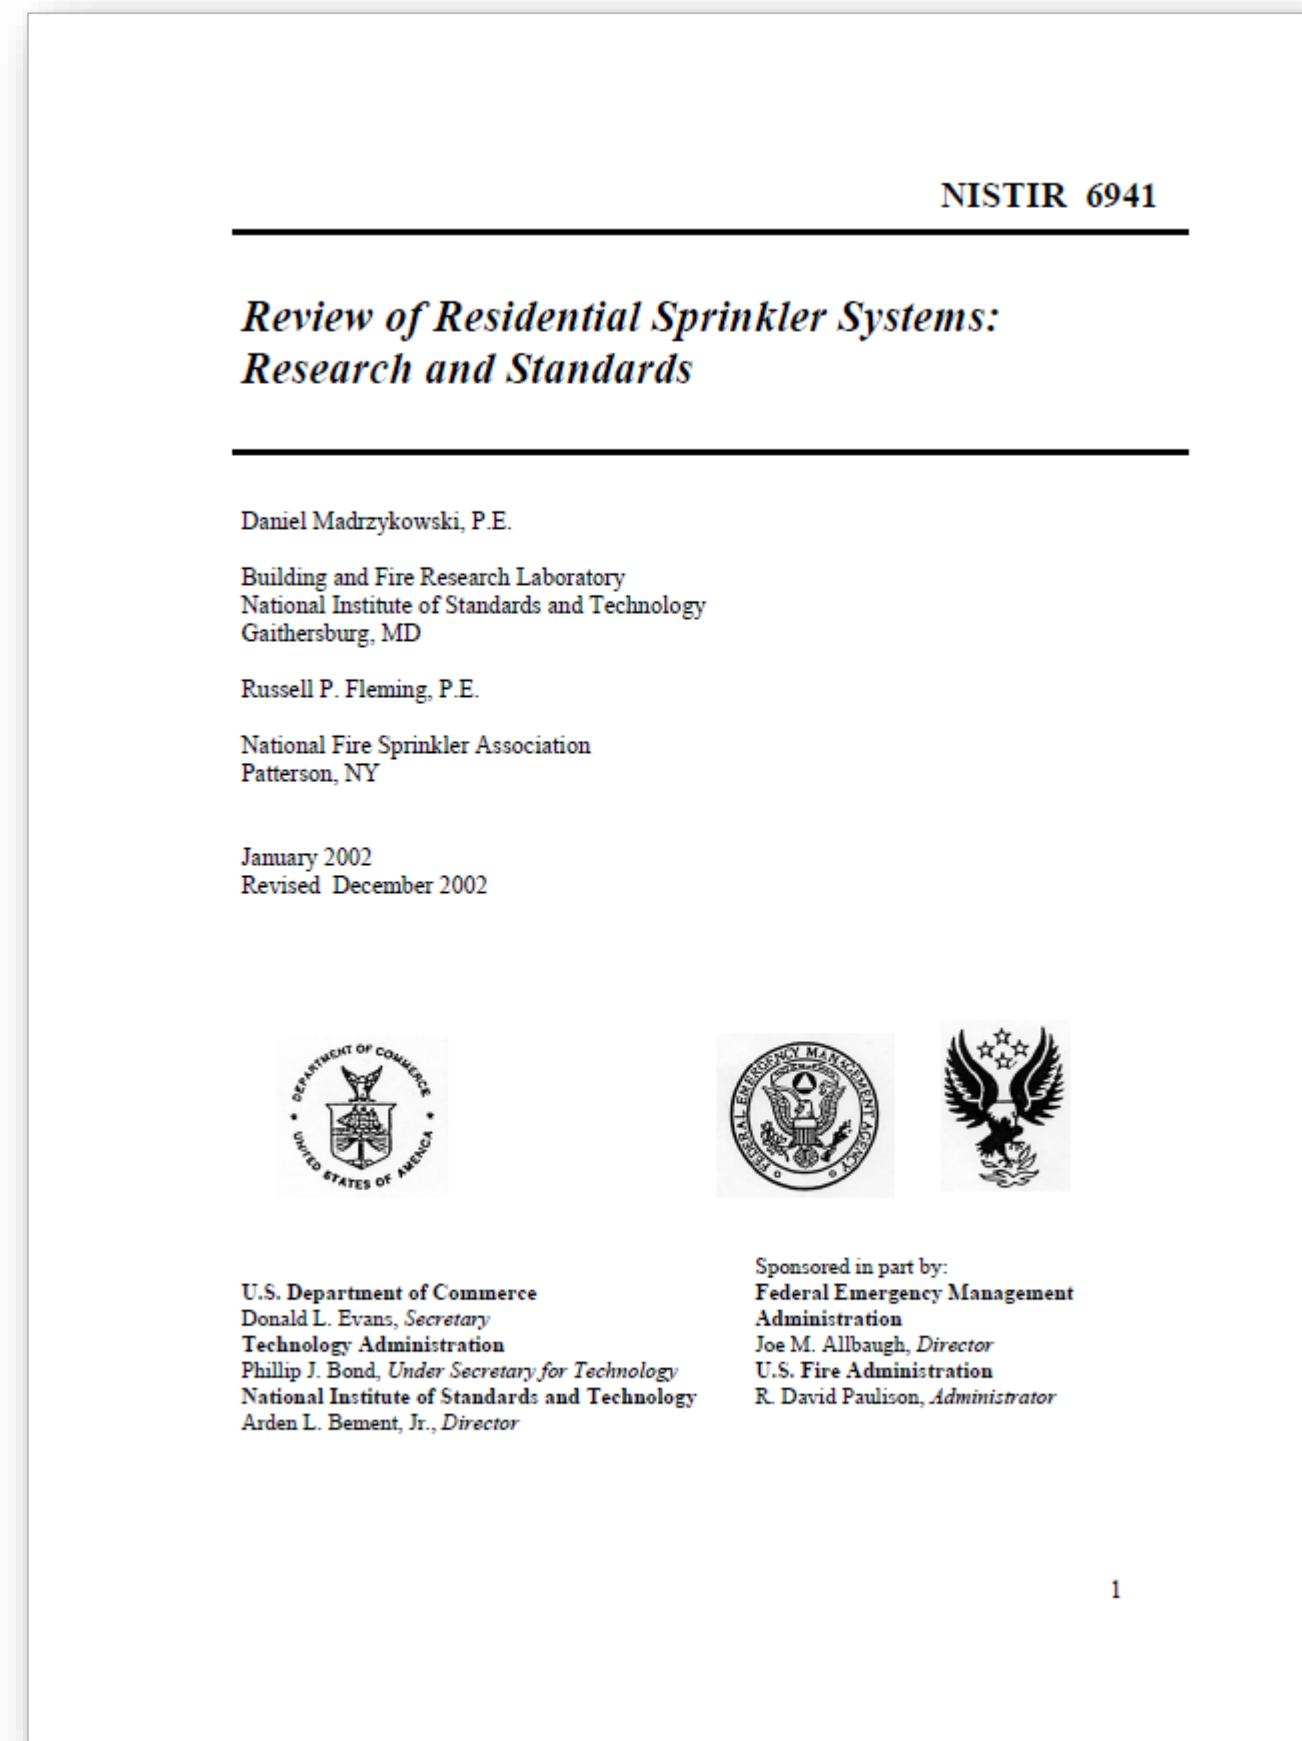 NISTIR 6941
Review of Residential Sprinkler Systems:
Research and Standards
Daniel Madrzykowski, P.E.
Building and Fire Research Laboratory
National Institute of Standards and Technology
Gaithersburg, MD
Russell P. Fleming, P.E.
National Fire Sprinkler Association
Patterson, NY
January 2002
Revised December 2002
DEPARTMENT OF COMMERCE
UNITED STATES OF AMERICA
FEDERAL EMERGENCY MANAGEMENT AGENCY
U.S. Department of Commerce
Donald L. Evans, Secretary
Technology Administration
Phillip J. Bond, Under Secretary for Technology
National Institute of Standards and Technology
Arden L. Bement, Jr., Director
Sponsored in part by:
Federal Emergency Management
Administration
Joe M. Allbaugh, Director
U.S. Fire Administration
R. David Paulison, Administrator
1